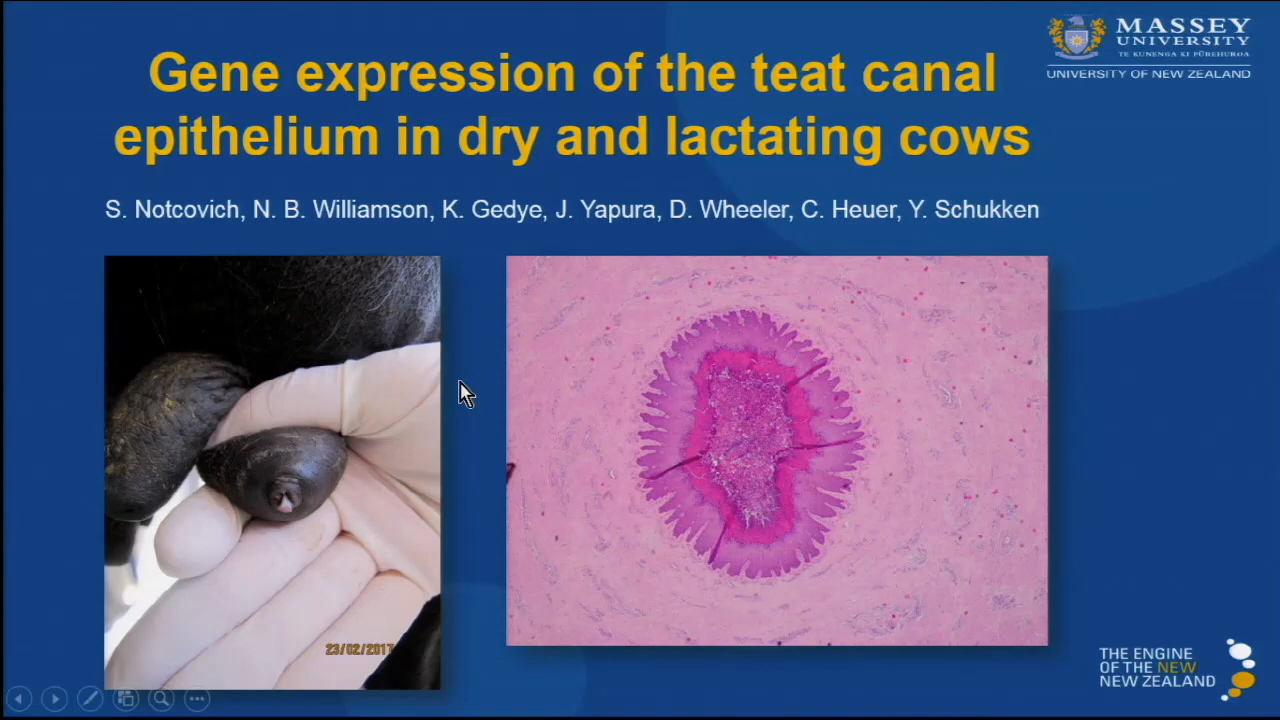 MASSEY
UNIVERSITY
TE KUNENGA KI PŪREHUROA
UNIVERSITY OF NEW ZEALAND
Gene expression of the teat canal
epithelium in dry and lactating cows
S. Notcovich, N. B. Williamson, K. Gedye, J. Yapura, D. Wheeler, C. Heuer, Y. Schukken
23/02/2017
THE ENGINE
OF THE NEW
NEW ZEALAND